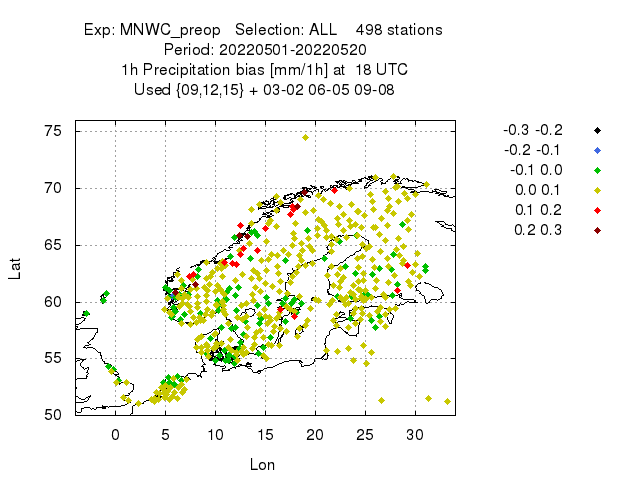 Exp: MNWC_preop   Selection: ALL    498 stations
Period: 20220501-20220520
1h Precipitation bias [mm/1h] at  18 UTC
Used {09,12,15} + 03-02 06-05 09-08
-0.3 -0.2
-0.2 -0.1
-0.1 0.0
0.0 0.1
0.1 0.2
0.2 0.3
Lat
75
70
65
60
55
50
0 5 10 15 20 25 30
Lon